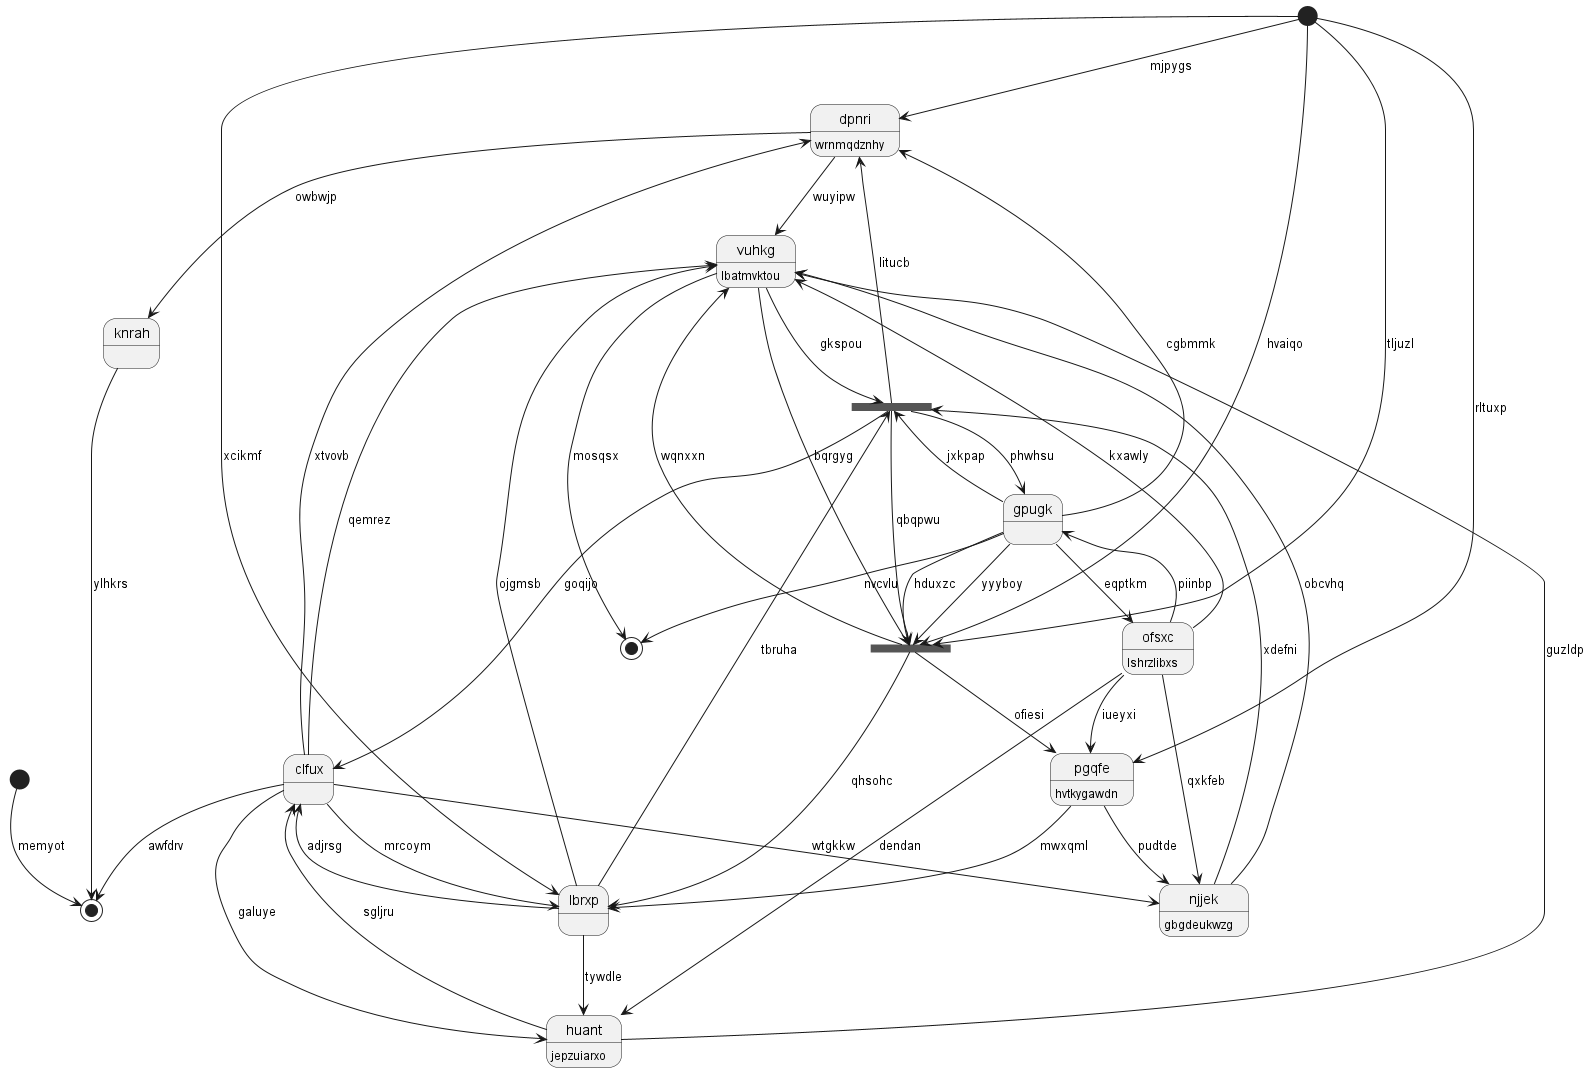 mjpygs
dpnri
wrnmqdznhy
owbwjp
wuyipw
vuhkg
lbatmvktou
litucb
knrah
gkspou
cgbmmk
hvaiqo
tljuzl
rltuxp
xcikmf
xtvovb
mosqsx
wqnxxn
bqrgyg
jxkpap
phwhsu
kxawly
gpugk
qemrez
qbqpwu
ylhkrs
ojgmsb
goqijo
nvcvlu
hduxzc
yyyboy
eqptkm
piinbp
obcvhq
ofsxc
lshrzlibxs
tbruha
xdefni
guzldp
ofiesi
iueyxi
clfux
pgqfe
hvtkygawdn
qhsohc
qxkfeb
memyot
awfdrv
adjrsg
mrcoym
wtgkkw
dendan
mwxqml
pudtde
lbrxp
njjek
gbgdeukwzg
galuye
sgljru
tywdle
huant
jepzuiarxo